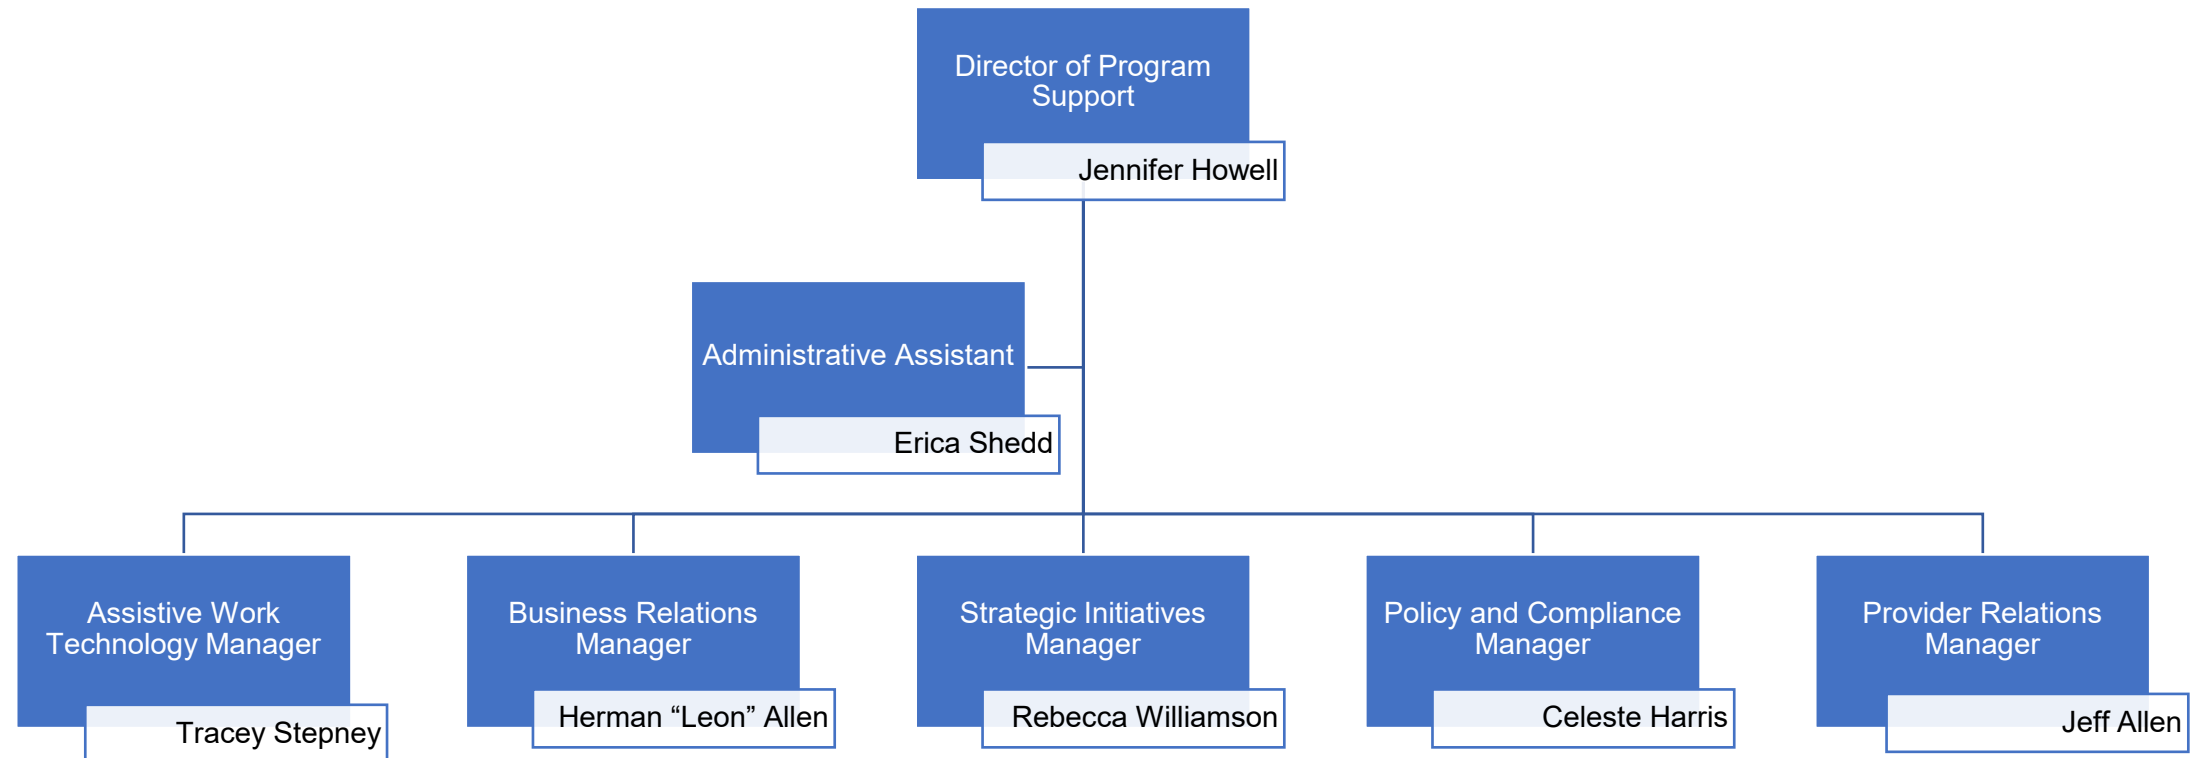 Director of Program
Support
Jennifer Howell
Administrative Assistant
Erica Shedd
Assistive Work
Technology Manager
Tracey Stepney
Business Relations
Manager
Herman “Leon” Allen
Strategic Initiatives
Manager
Rebecca Williamson
Policy and Compliance
Manager
Celeste Harris
Provider Relations
Manager
Jeff Allen